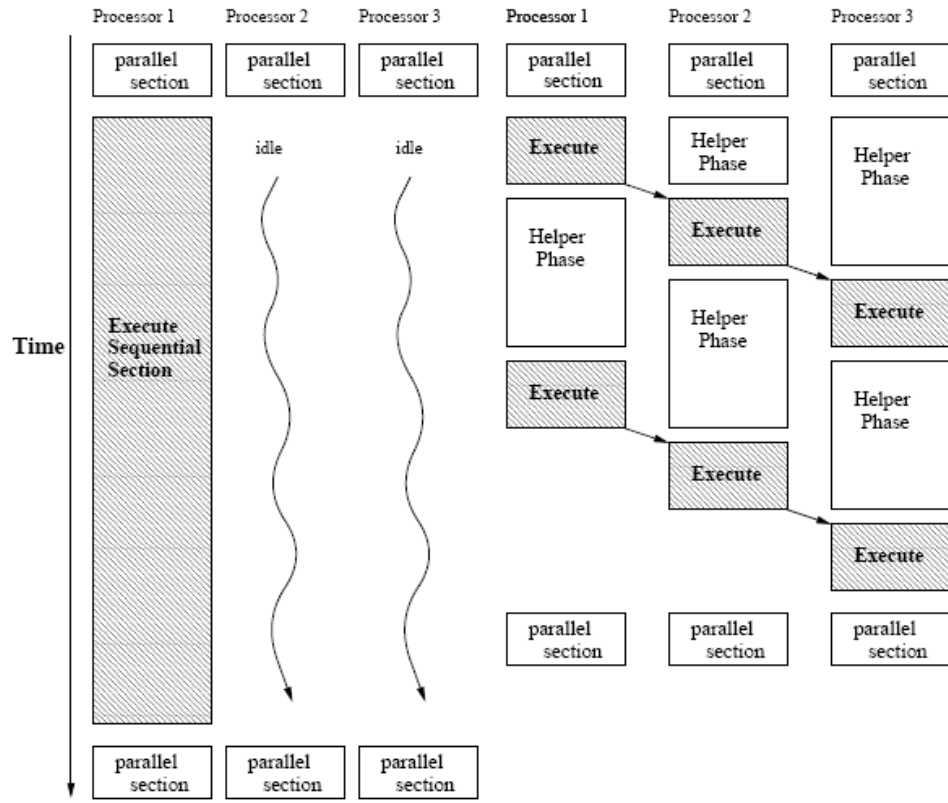 Processor 1
Processor 2
Processor 3
Processor 1
Processor 2
Processor 3
parallel
section
parallel
section
parallel
section
parallel
section
parallel
section
parallel
section
Time
Execute
Sequential
Section
idle
idle
Execute
Helper
Phase
Helper
Phase
Helper
Phase
Execute
Helper
Phase
Execute
Execute
Helper
Phase
Execute
Execute
parallel
section
parallel
section
parallel
section
parallel
section
parallel
section
parallel
section